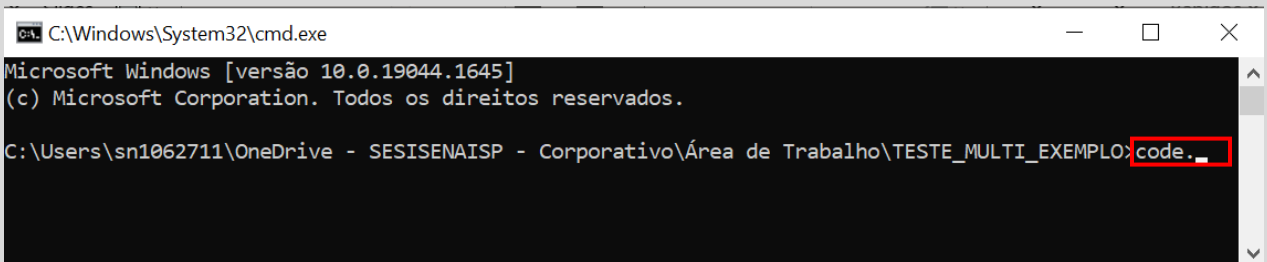 C:\Windows\System32\cmd.exe
Microsoft Windows [versão 10.0.19044.1645]
(c) Microsoft Corporation. Todos os direitos reservados.
C:\Users\sn1062711\OneDrive - SESISENAISP - Corporativo\Área de Trabalho\TESTE_MULTI_EXEMPLO>code.